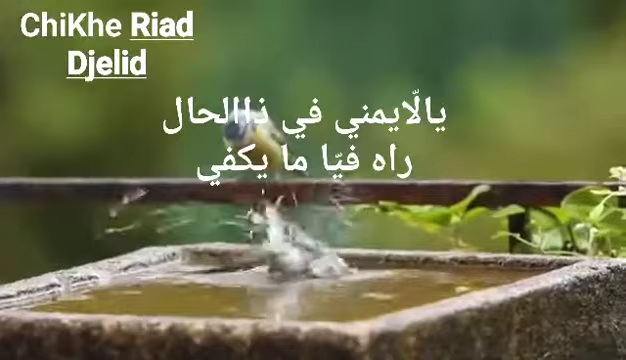 ChiKhe Riad
Djelid
يالّايمني في ذاالحال
راه فيّا ما يكفي